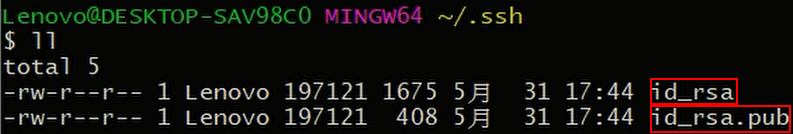 Lenovo@DESKTOP-SAV98C0 MINGW64 ~/.ssh
$ ll
total 5
-rw-r--r-- 1 Lenovo 197121 1675 5月  31 17:44 id_rsa
-rw-r--r-- 1 Lenovo 197121  408 5月  31 17:44 id_rsa.pub